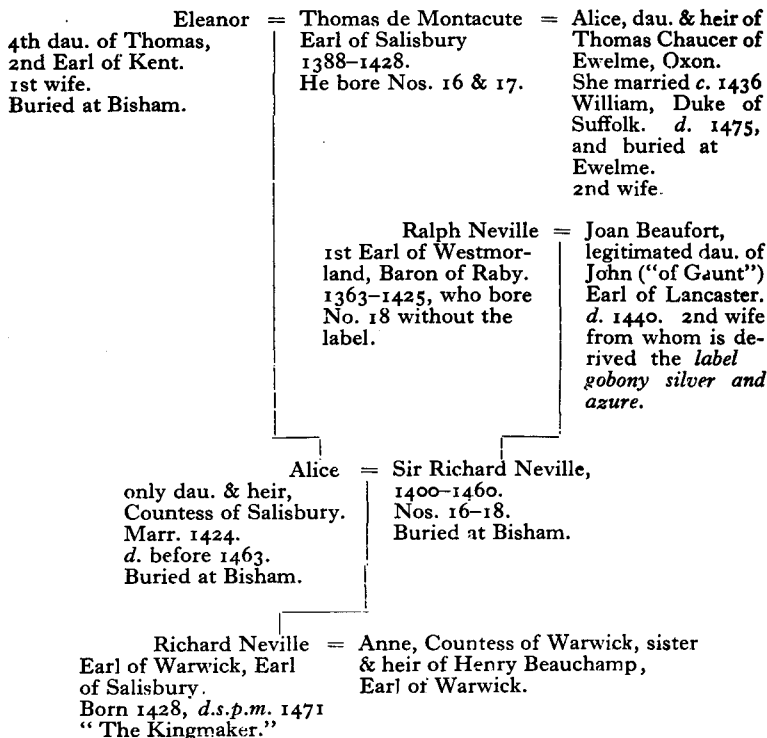 Eleanor =
4th dau. of Thomas,
2nd Earl of Kent.
1st wife.
Buried at Bisham.
Thomas de Montacute =
Earl of Salisbury
1388–1428.
He bore Nos. 16 & 17.
Alice, dau. & heir of
Thomas Chaucer of
Ewelme, Oxon.
She married c. 1436
William, Duke of
Suffolk. d. 1475,
and buried at
Ewelme.
2nd wife.
Ralph Neville =
1st Earl of Westmor-
land, Baron of Raby.
1363–1425, who bore
No. 18 without the
label.
Joan Beaufort,
legitimated dau. of
John ("of Gaunt")
Earl of Lancaster.
d. 1440. 2nd wife
from whom is de-
rived the label
gobony silver and
azure.
Alice =
only dau. & heir,
Countess of Salisbury.
Marr. 1424.
d. before 1463.
Buried at Bisham.
Sir Richard Neville,
1400–1460.
Nos. 16–18.
Buried at Bisham.
Richard Neville =
Earl of Warwick, Earl
of Salisbury.
Born 1428, d.s.p.m. 1471
"The Kingmaker."
Anne, Countess of Warwick, sister
& heir of Henry Beauchamp,
Earl of Warwick.